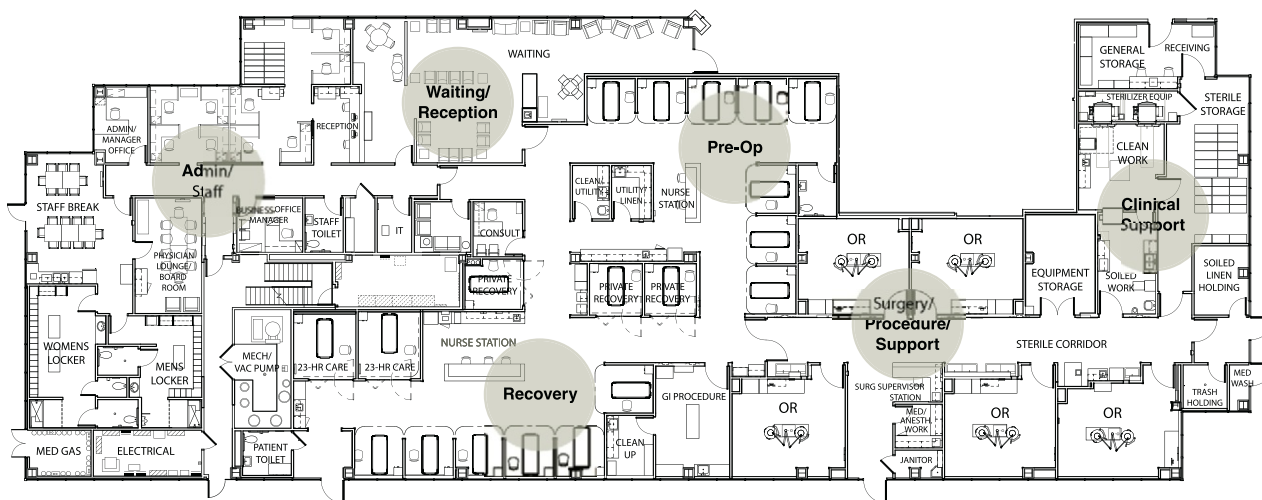 WAITING
Waiting/
Reception
RECEPTION
ADMIN/
MANAGER
OFFICE
Admin/
Staff
STAFF BREAK
BUSINESS OFFICE
MANAGER
STAFF
TOILET
IT
CONSULT
PHYSICIAN
LOUNGE/
BOARD
ROOM
WOMENS
LOCKER
MENS
LOCKER
MED GAS
ELECTRICAL
MECH/
VAC PUMP
PATIENT
TOILET
23-HR CARE
23-HR CARE
NURSE STATION
PRIVATE
RECOVERY
PRIVATE
RECOVERY
PRIVATE
RECOVERY
Recovery
CLEAN
UP
GI PROCEDURE
CLEAN
UTILITY
UTILITY/
LINEN
NURSE
STATION
Pre-Op
OR
OR
Surgery/
Procedure/
Support
SURG SUPERVISOR
STATION
MED/
ANESTH.
WORK
JANITOR
OR
OR
OR
STERILE CORRIDOR
EQUIPMENT
STORAGE
GENERAL
STORAGE
RECEIVING
STERILIZER EQUIP
STERILE
STORAGE
CLEAN
WORK
Clinical
Support
SOILED
WORK
SOILED
LINEN
HOLDING
TRASH
HOLDING
MED
WASH